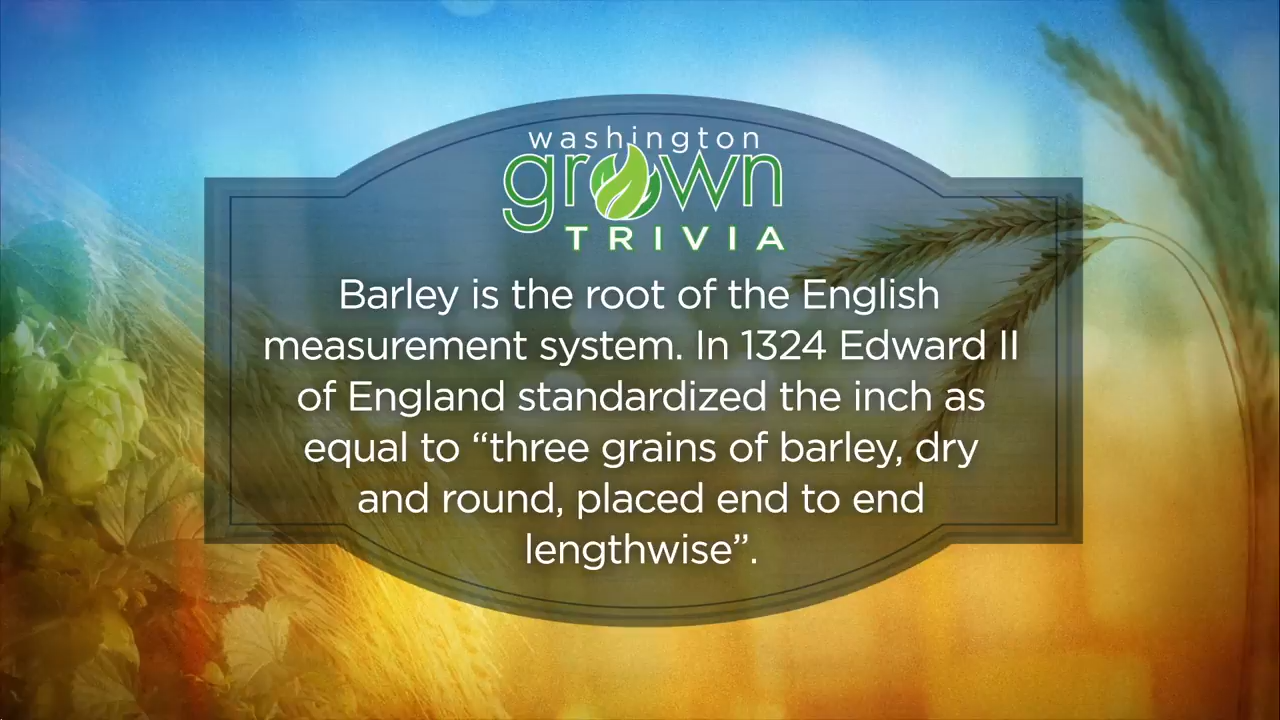 washington
grown
TRIVIA
Barley is the root of the English
measurement system. In 1324 Edward II
of England standardized the inch as
equal to “three grains of barley, dry
and round, placed end to end
lengthwise”.